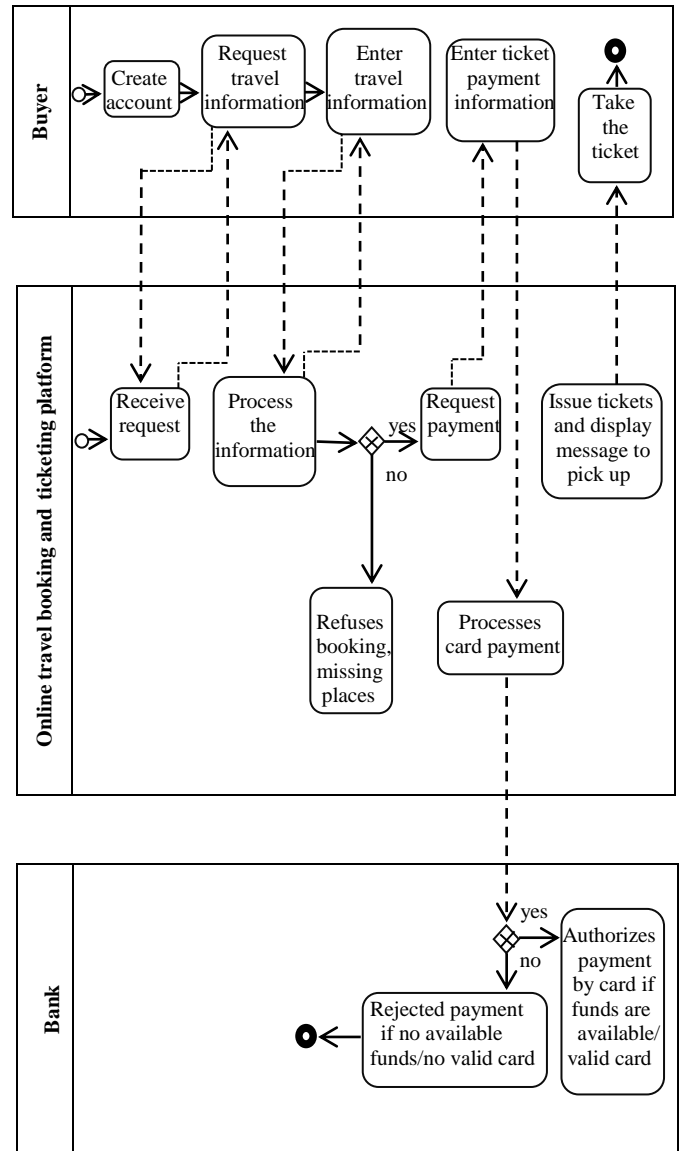 Buyer
Create
account
Request
travel
information
Enter
travel
information
Enter ticket
payment
information
Take
the
ticket
Online travel booking and ticketing platform
Receive
request
Process
the
information
yes
no
Request
payment
Issue tickets
and display
message to
pick up
Refuses
booking,
missing
places
Processes
card payment
Bank
yes
no
Authorizes
payment
by card if
funds are
available/
valid card
Rejected payment
if no available
funds/no valid card